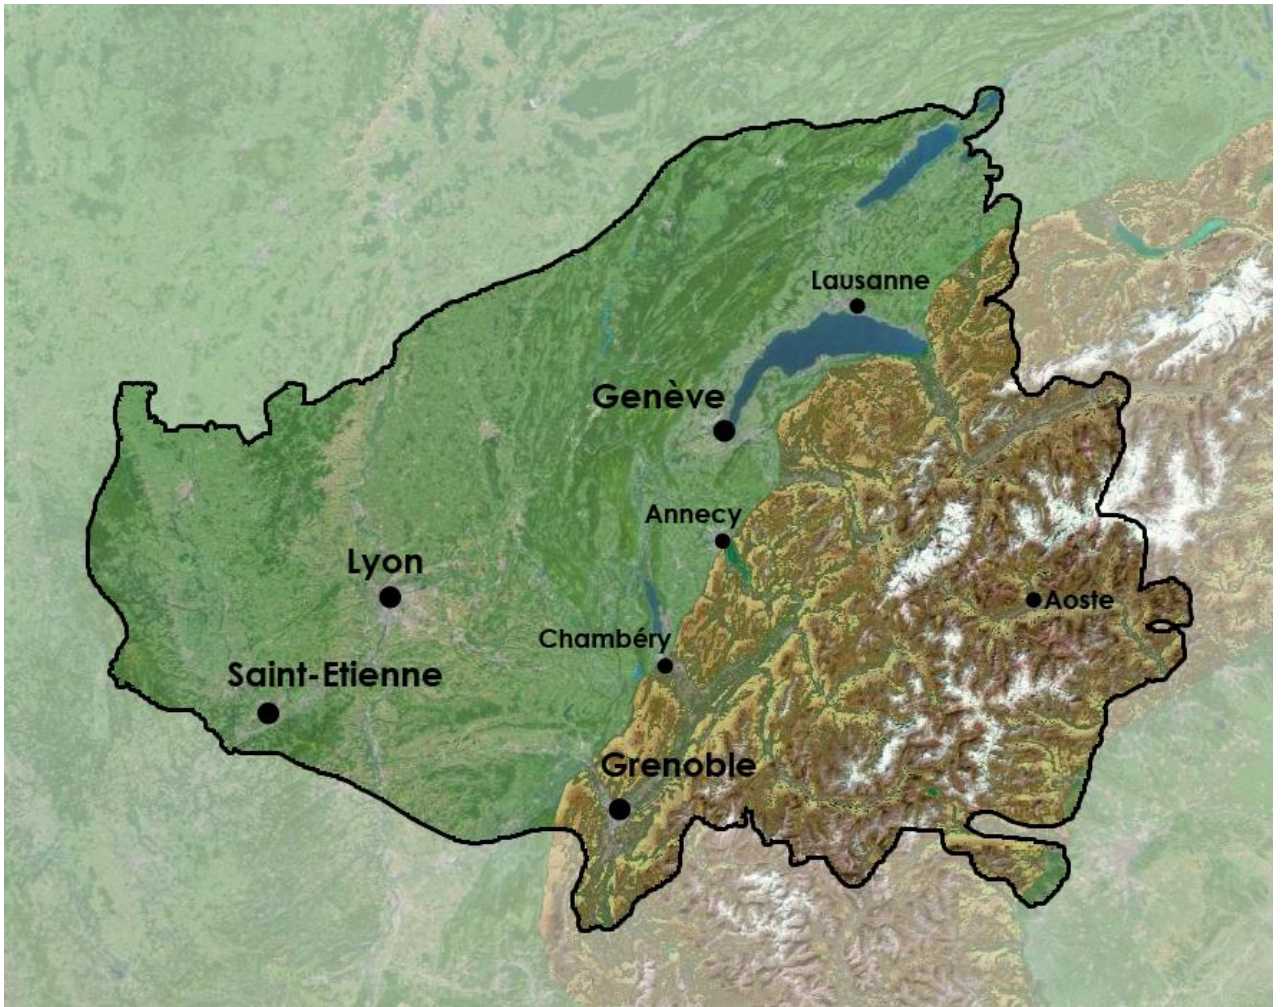 Lausanne
Genève
Annecy
Lyon
Aoste
Chambéry
Saint-Etienne
Grenoble